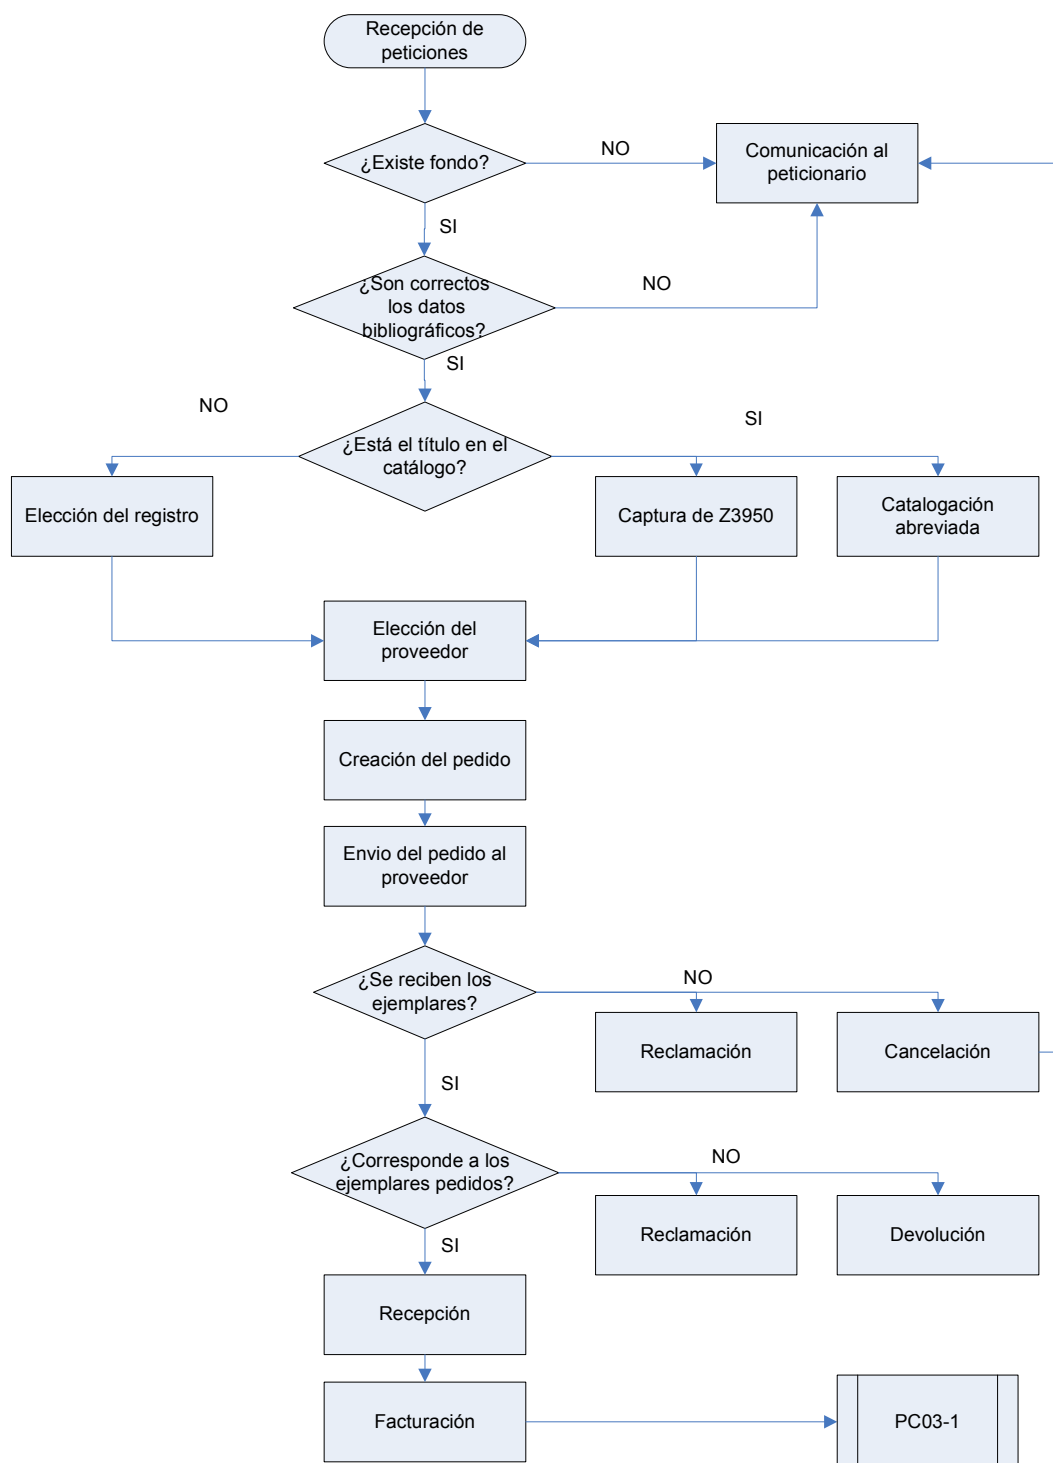 Recepción de
peticiones
¿Existe fondo?
NO
Comunicación al
peticionario
SI
¿Son correctos
los datos
bibliográficos?
NO
SI
NO
¿Está el título en el
catálogo?
SI
Elección del registro
Captura de Z3950
Catalogación
abreviada
Elección del
proveedor
Creación del pedido
Envio del pedido al
proveedor
¿Se reciben los
ejemplares?
NO
Reclamación
Cancelación
SI
¿Corresponde a los
ejemplares pedidos?
NO
Reclamación
Devolución
SI
Recepción
Facturación
PC03-1